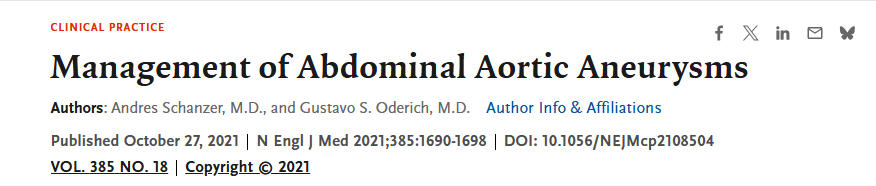 CLINICAL PRACTICE
Management of Abdominal Aortic Aneurysms
Authors: Andres Schanzer, M.D., and Gustavo S. Oderich, M.D. Author Info & Affiliations
Published October 27, 2021 | N Engl J Med 2021;385:1690-1698 | DOI: 10.1056/NEJMcp2108504
VOL. 385 NO. 18 | Copyright © 2021